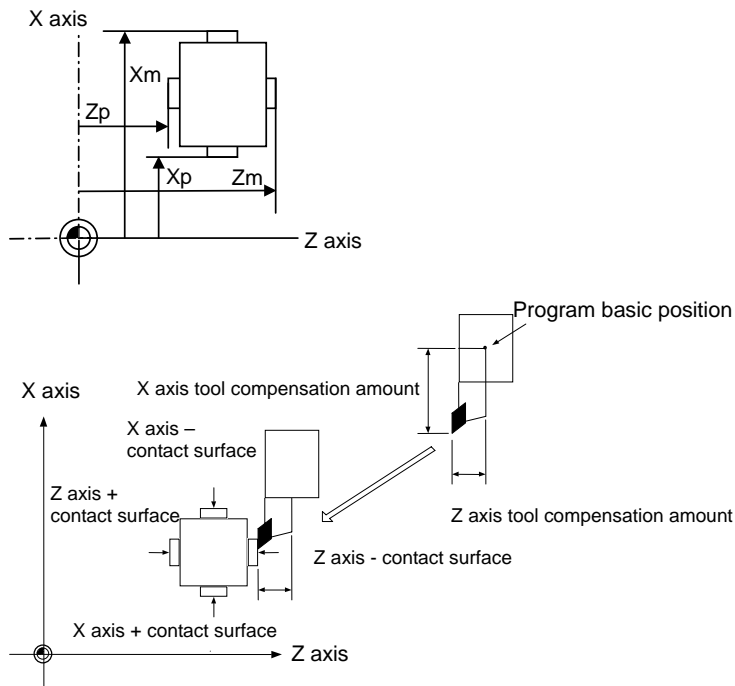 X axis
Xm
Zp
Xp
Zm
Z axis
Program basic position
X axis
X axis tool compensation amount
X axis –
contact surface
Z axis +
contact surface
Z axis tool compensation amount
Z axis - contact surface
X axis + contact surface
Z axis